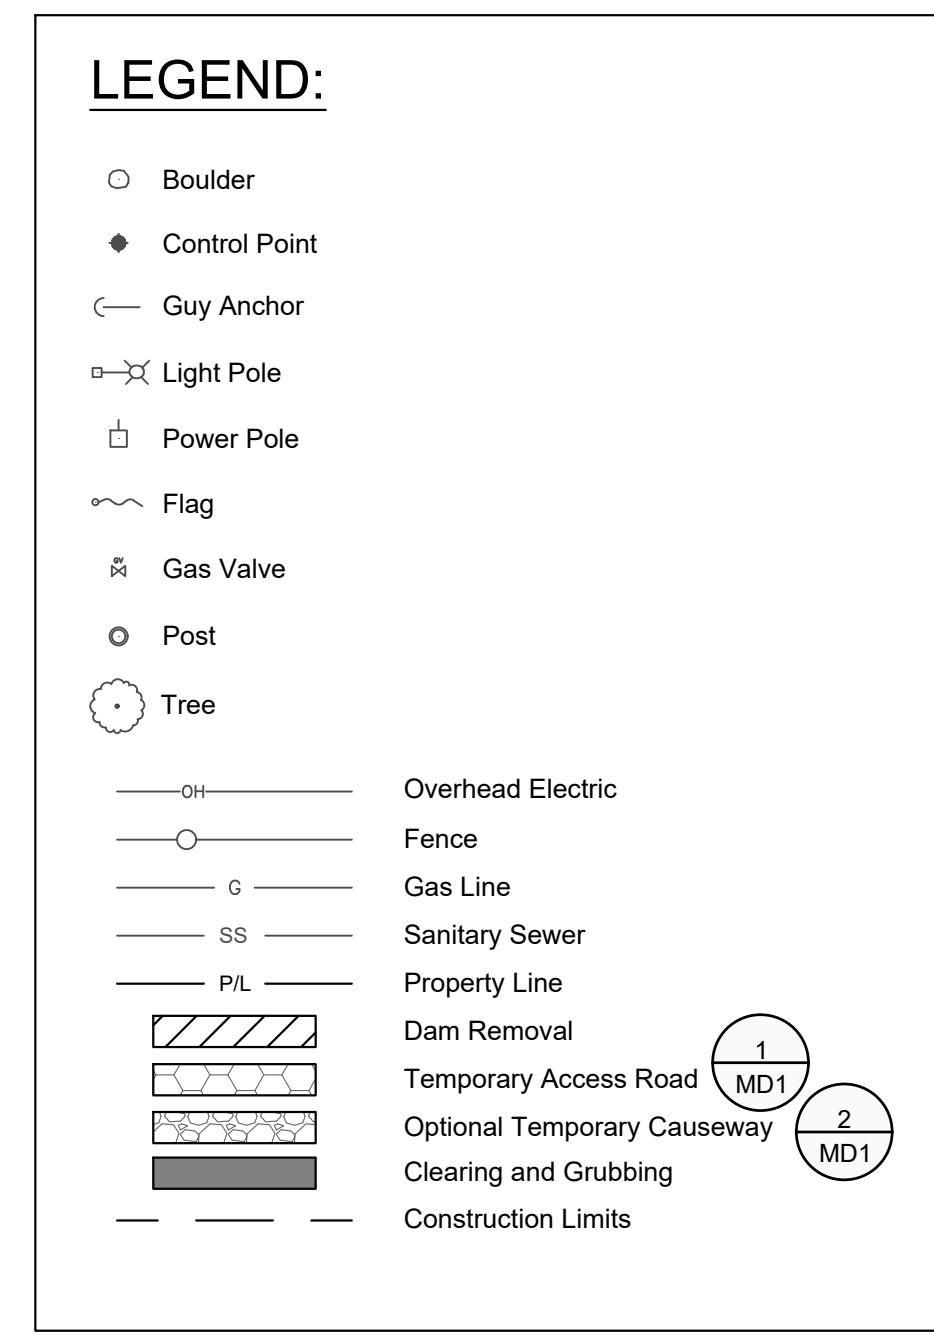 LEGEND:
Boulder
Control Point
Guy Anchor
Light Pole
Power Pole
Flag
GV Gas Valve
Post
Tree
OH Overhead Electric
Fence
G Gas Line
SS Sanitary Sewer
P/L Property Line
Dam Removal
Temporary Access Road
1
MD1
Optional Temporary Causeway
2
MD1
Clearing and Grubbing
Construction Limits